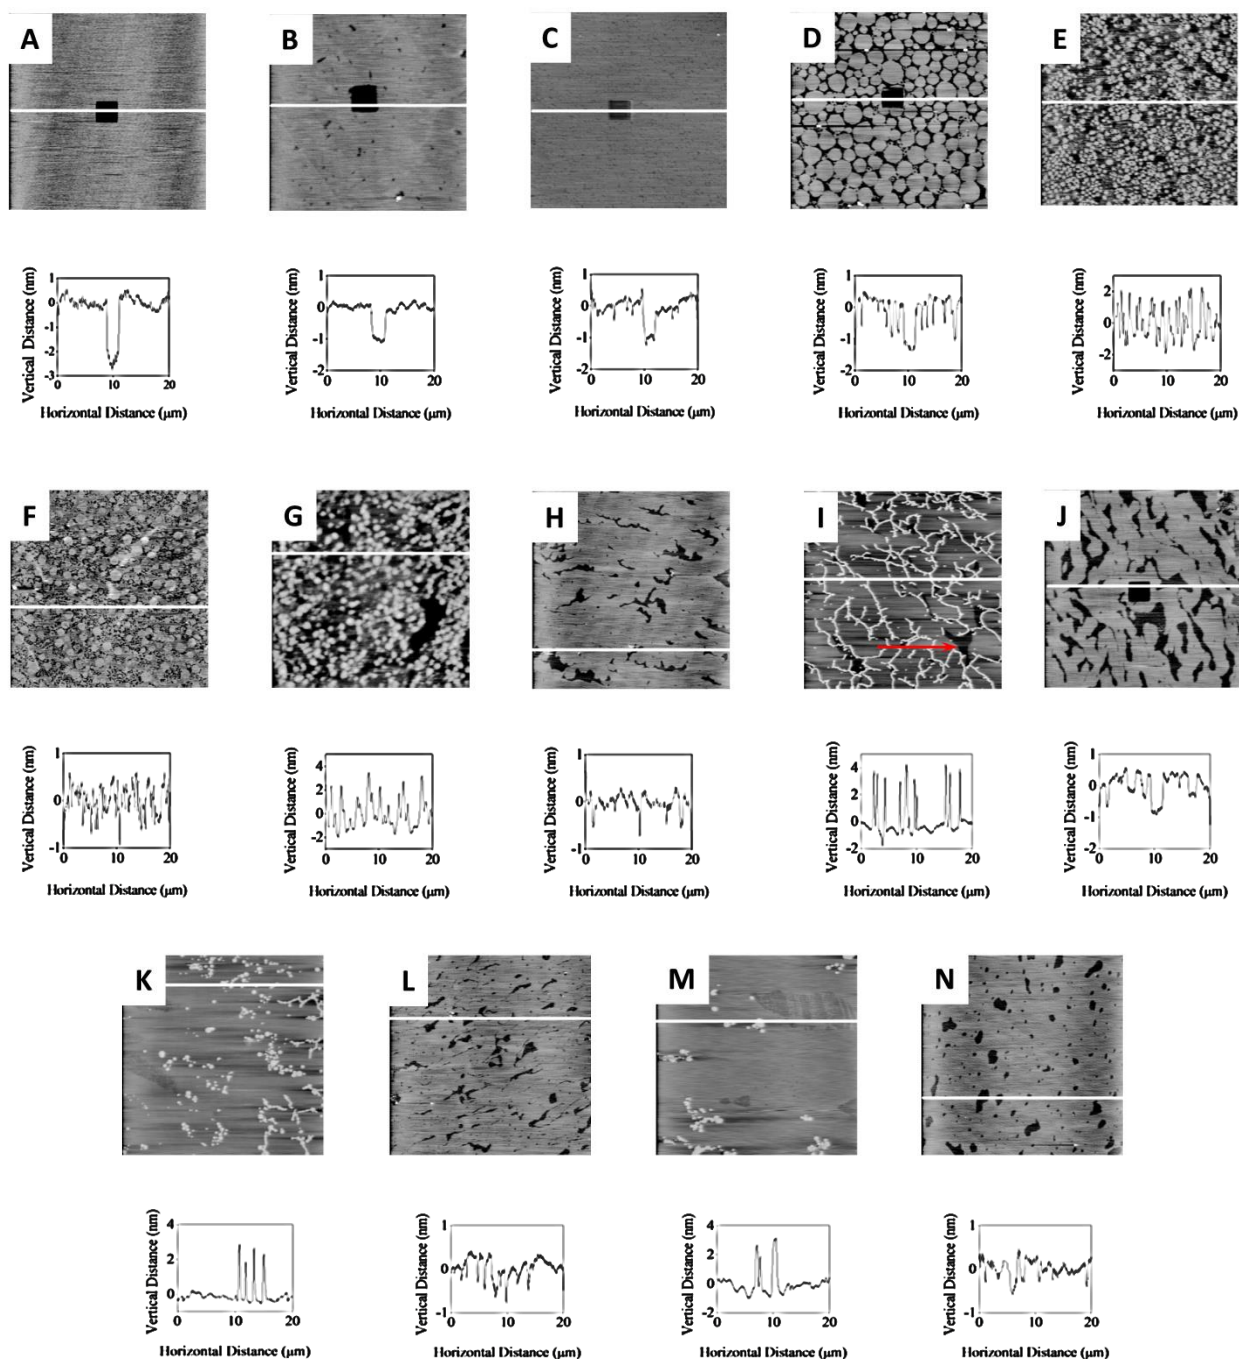 A B C D E
Vertical Distance (nm) 1 0 -1 -2 -3 0 10 20 Horizontal Distance (μm)
Vertical Distance (nm) 1 0 -1 -2 0 10 20 Horizontal Distance (μm)
Vertical Distance (nm) 1 0 -1 -2 0 10 20 Horizontal Distance (μm)
Vertical Distance (nm) 1 0 -1 -2 0 10 20 Horizontal Distance (μm)
Vertical Distance (nm) 2 0 -2 0 10 20 Horizontal Distance (μm)
F G H I J
Vertical Distance (nm) 1 0 -1 0 10 20 Horizontal Distance (μm)
Vertical Distance (nm) 4 2 0 -2 0 10 20 Horizontal Distance (μm)
Vertical Distance (nm) 1 0 -1 0 10 20 Horizontal Distance (μm)
Vertical Distance (nm) 4 2 0 -2 0 10 20 Horizontal Distance (μm)
Vertical Distance (nm) 1 0 -1 -2 0 10 20 Horizontal Distance (μm)
K L M N
Vertical Distance (nm) 4 2 0 0 10 20 Horizontal Distance (μm)
Vertical Distance (nm) 1 0 -1 0 10 20 Horizontal Distance (μm)
Vertical Distance (nm) 4 2 0 -2 0 10 20 Horizontal Distance (μm)
Vertical Distance (nm) 1 0 -1 0 10 20 Horizontal Distance (μm)